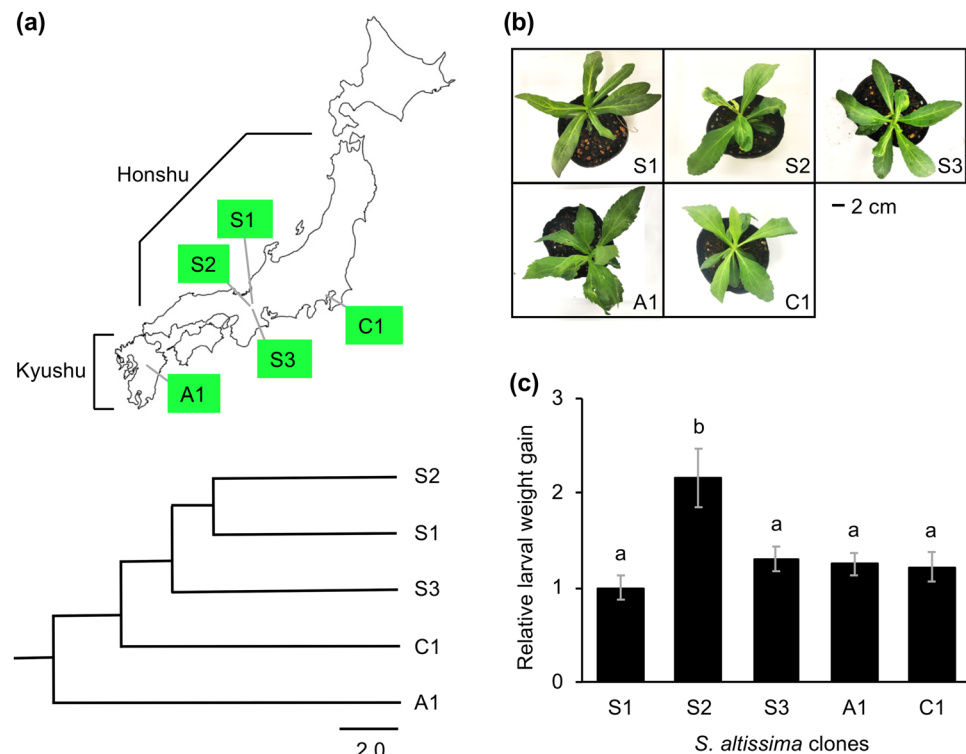 (a)
Honshu
S1
S2
C1
S3
Kyushu
A1
S2
S1
S3
C1
A1
2.0
(b)
S1
S2
S3
A1
C1
2 cm
(c)
Relative larval weight gain
3
2
1
0
a
b
a
a
a
S1
S2
S3
A1
C1
S. altissima clones